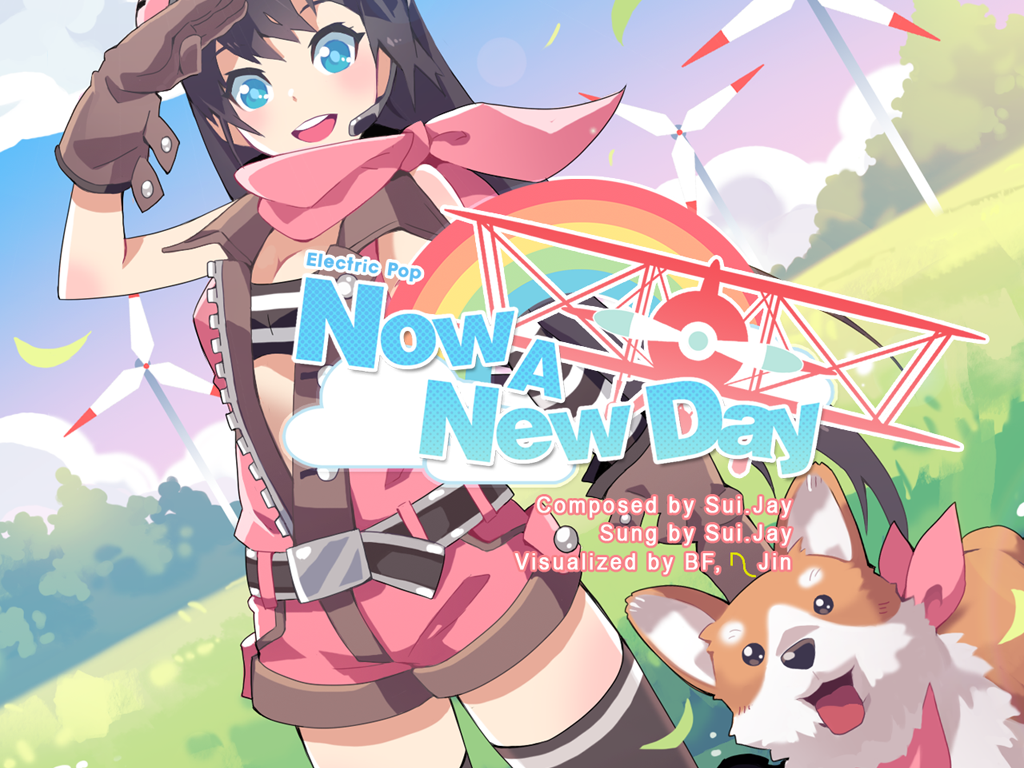 Electric Pop
Now A
New Day
Composed by Sui.Jay
Sung by Sui.Jay
Visualized by BF, Jin